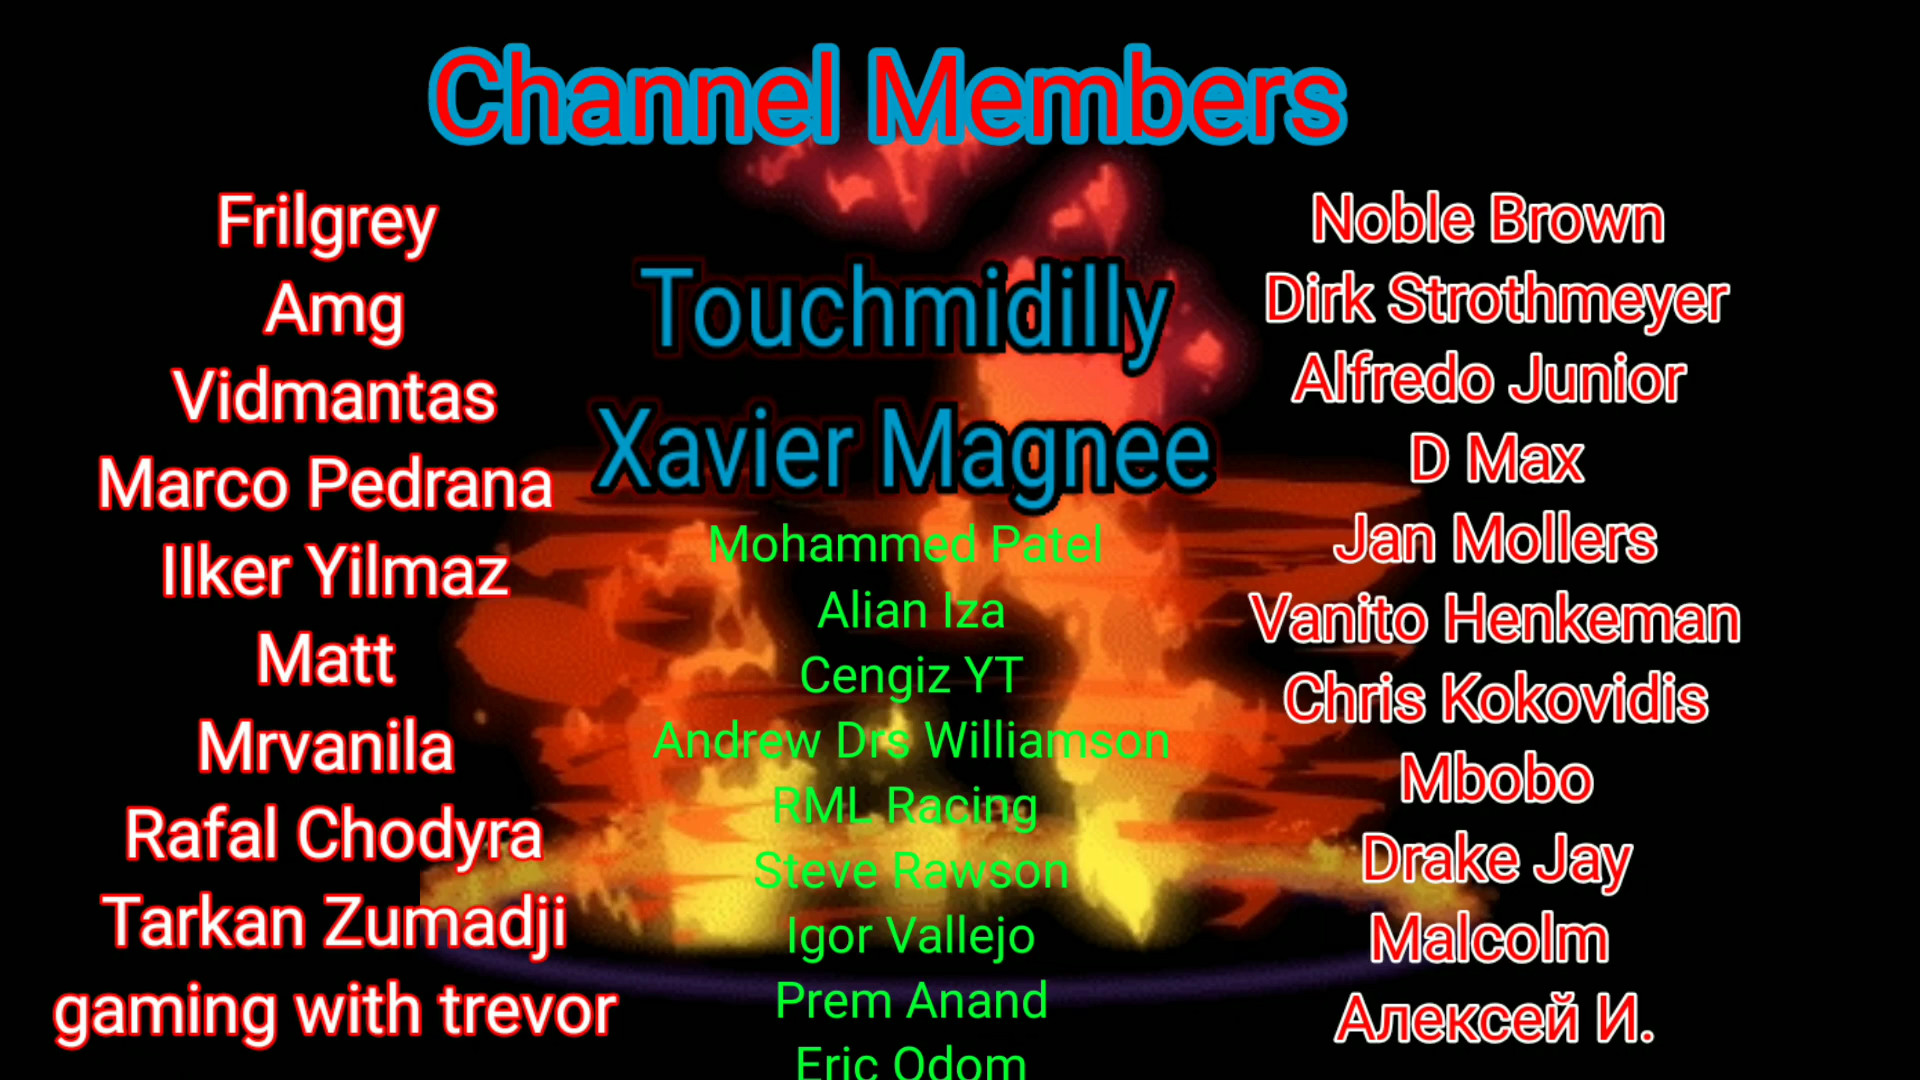 Channel Members
Frilgrey
Amg
Vidmantas
Marco Pedrana
IIker Yilmaz
Matt
Mrvanila
Rafal Chodyra
Tarkan Zumadji
gaming with trevor
Touchmidilly
Xavier Magnee
Mohammed Patel
Alian Iza
Cengiz YT
Andrew Drs Williamson
RML Racing
Steve Rawson
Igor Vallejo
Prem Anand
Eric Odom
Noble Brown
Dirk Strothmeyer
Alfredo Junior
D Max
Jan Mollers
Vanito Henkeman
Chris Kokovidis
Mbobo
Drake Jay
Malcolm
Алексей И.